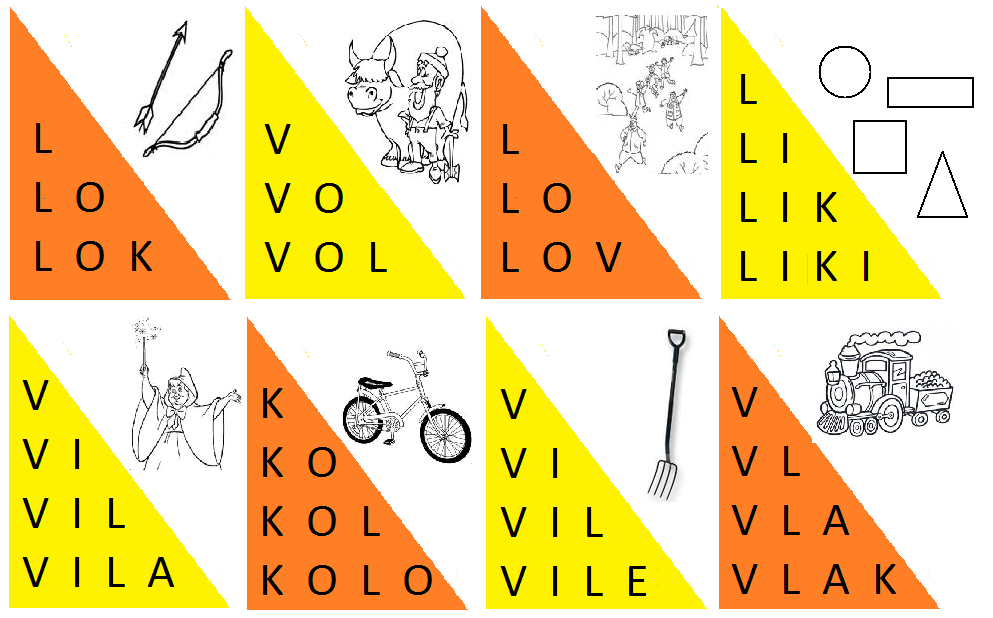 L
L O
L O K
V
V O
V O L
L
L O
L O V
L
L I
L I K
L I K I
V
V I
V I L
V I L A
K
K O
K O L
K O L O
V
V I
V I L
V I L E
V
V L
V L A
V L A K